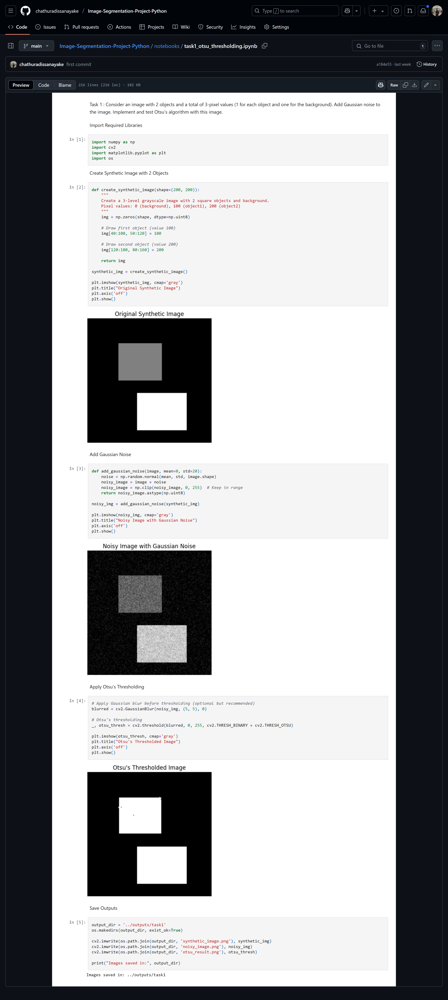 chathuradissanayake / Image-Segmentation-Project-Python
Type / to search
Code Issues Pull requests Actions Projects Wiki Security Insights Settings
main Image-Segmentation-Project-Python / notebooks / task1_otsu_thresholding.ipynb
Go to file t
chathuradissanayake first commit
a184e55 · last week History
Preview Code Blame 216 lines (216 loc) · 182 KB
Raw
Task 1 : Consider an image with 2 objects and a total of 3-pixel values (1 for each object and one for the background). Add Gaussian noise to
the image. Implement and test Otsu’s algorithm with this image.
Import Required Libraries
In [1]:
import numpy as np
import cv2
import matplotlib.pyplot as plt
import os
Create Synthetic Image with 2 Objects
In [2]:
def create_synthetic_image(shape=(200, 200)):
    """
    Create a 3-level grayscale image with 2 square objects and background.
    Pixel values: 0 (background), 100 (object1), 200 (object2)
    """
    img = np.zeros(shape, dtype=np.uint8)
    # Draw first object (value 100)
    img[40:100, 50:120] = 100
    # Draw second object (value 200)
    img[120:180, 80:160] = 200
    return img
synthetic_img = create_synthetic_image()
plt.imshow(synthetic_img, cmap='gray')
plt.title("Original Synthetic Image")
plt.axis('off')
plt.show()
Original Synthetic Image
Add Gaussian Noise
In [3]:
def add_gaussian_noise(image, mean=0, std=20):
    noise = np.random.normal(mean, std, image.shape)
    noisy_image = image + noise
    noisy_image = np.clip(noisy_image, 0, 255)  # Keep in range
    return noisy_image.astype(np.uint8)
noisy_img = add_gaussian_noise(synthetic_img)
plt.imshow(noisy_img, cmap='gray')
plt.title("Noisy Image with Gaussian Noise")
plt.axis('off')
plt.show()
Noisy Image with Gaussian Noise
Apply Otsu’s Thresholding
In [4]:
# Apply Gaussian blur before thresholding (optional but recommended)
blurred = cv2.GaussianBlur(noisy_img, (5, 5), 0)
# Otsu's thresholding
_, otsu_thresh = cv2.threshold(blurred, 0, 255, cv2.THRESH_BINARY + cv2.THRESH_OTSU)
plt.imshow(otsu_thresh, cmap='gray')
plt.title("Otsu's Thresholded Image")
plt.axis('off')
plt.show()
Otsu's Thresholded Image
Save Outputs
In [5]:
output_dir = '../outputs/task1'
os.makedirs(output_dir, exist_ok=True)
cv2.imwrite(os.path.join(output_dir, 'synthetic_image.png'), synthetic_img)
cv2.imwrite(os.path.join(output_dir, 'noisy_image.png'), noisy_img)
cv2.imwrite(os.path.join(output_dir, 'otsu_result.png'), otsu_thresh)
print("Images saved in:", output_dir)
Images saved in: ../outputs/task1